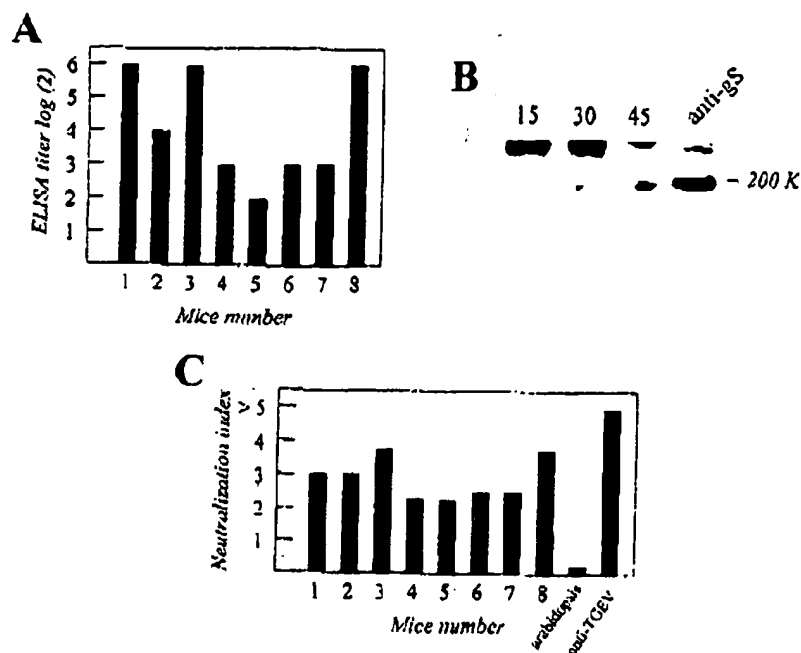 A
6
5
4
3
2
1
ELISA titer log (2)
1 2 3 4 5 6 7 8
Mice number
B
15 30 45 anti-gS
- 200 K
C
Neutralization index
> 5
4
3
2
1
1 2 3 4 5 6 7 8 arabidopsis anti-TGEV
Mice number